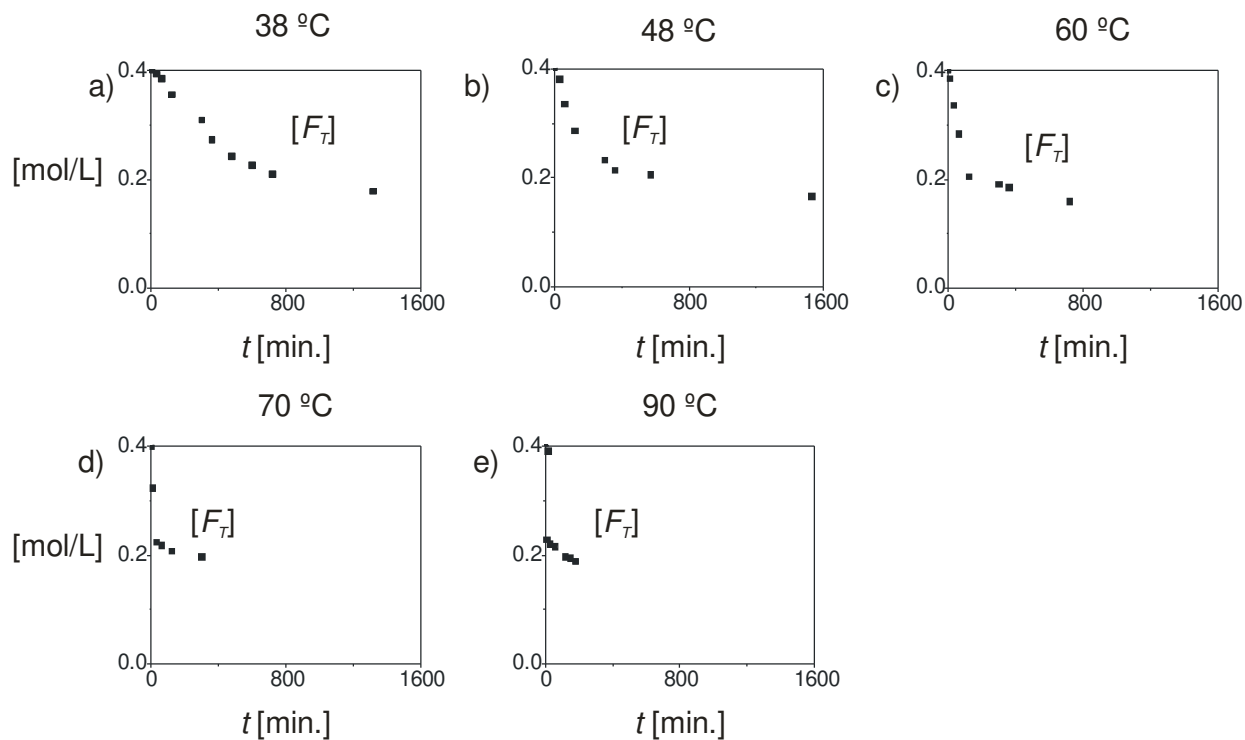 38 ºC
48 ºC
60 ºC
a)
0.4
[F_T]
[mol/L]
0.2
0.0
0
800
1600
t [min.]
b)
0.4
[F_T]
0.2
0.0
0
800
1600
t [min.]
c)
0.4
[F_T]
0.2
0.0
0
800
1600
t [min.]
70 ºC
90 ºC
d)
0.4
[F_T]
[mol/L]
0.2
0.0
0
800
1600
t [min.]
e)
0.4
[F_T]
0.2
0.0
0
800
1600
t [min.]